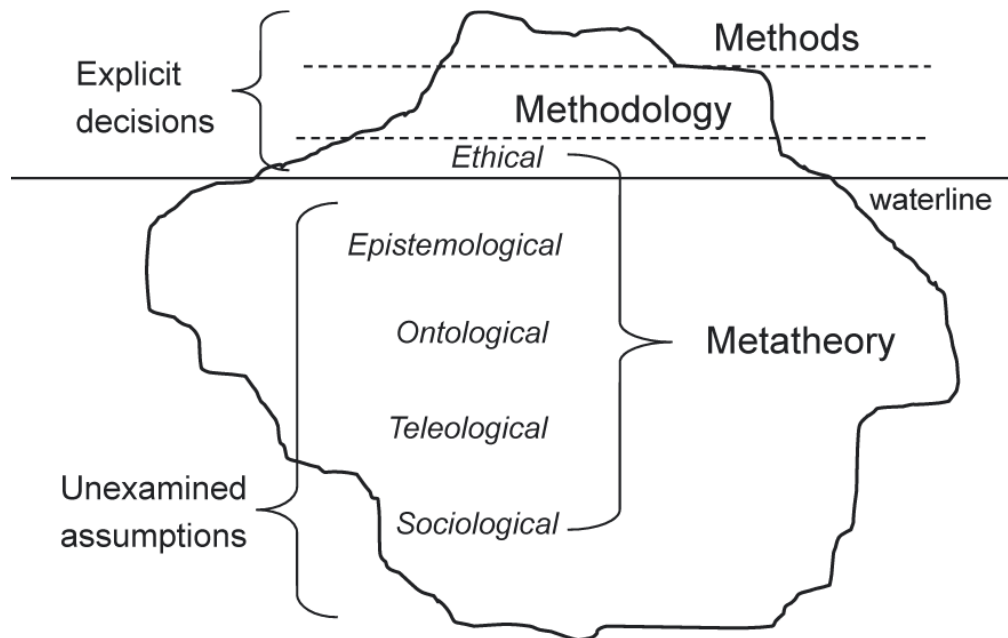 Methods
Explicit
decisions
Methodology
Ethical
waterline
Epistemological
Ontological
Metatheory
Teleological
Unexamined
assumptions
Sociological